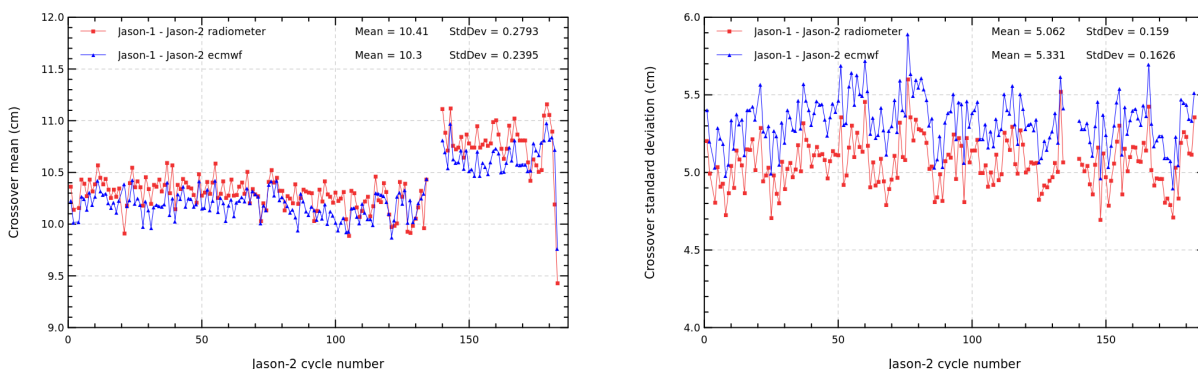 12.0
11.5
11.0
10.5
10.0
9.5
9.0
Crossover mean (cm)
Jason-1 - Jason-2 radiometer Mean = 10.41 StdDev = 0.2793
Jason-1 - Jason-2 ecmwf Mean = 10.3 StdDev = 0.2395
0 50 100 150
Jason-2 cycle number
6.0
5.5
5.0
4.5
4.0
Crossover standard deviation (cm)
Jason-1 - Jason-2 radiometer Mean = 5.062 StdDev = 0.159
Jason-1 - Jason-2 ecmwf Mean = 5.331 StdDev = 0.1626
0 50 100 150
Jason-2 cycle number